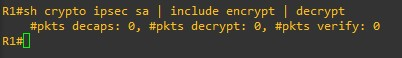 R1#sh crypto ipsec sa | include encrypt | decrypt
#pkts decaps: 0, #pkts decrypt: 0, #pkts verify: 0
R1#